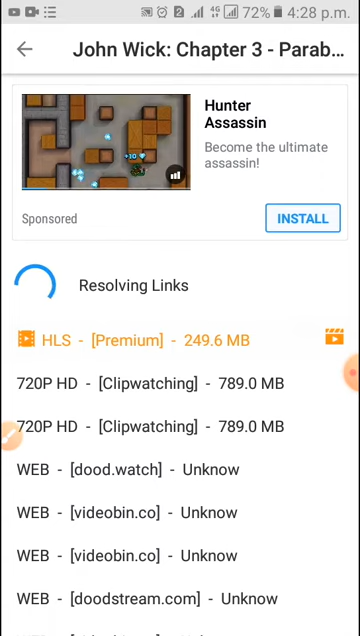 4G 72% 4:28 p.m.
John Wick: Chapter 3 - Parab...
Hunter
Assassin
+10
Become the ultimate
assassin!
Sponsored
INSTALL
Resolving Links
HLS - [Premium] - 249.6 MB
720P HD - [Clipwatching] - 789.0 MB
720P HD - [Clipwatching] - 789.0 MB
WEB - [dood.watch] - Unknow
WEB - [videobin.co] - Unknow
WEB - [videobin.co] - Unknow
WEB - [doodstream.com] - Unknow